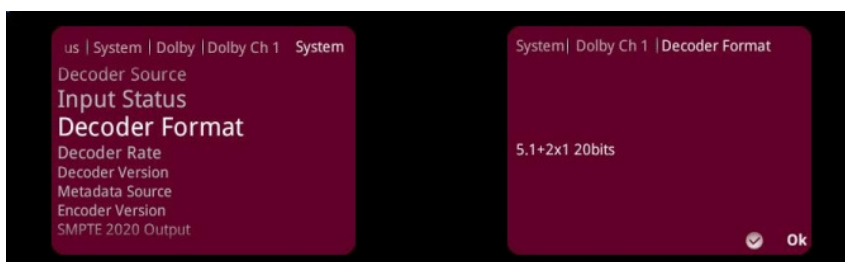 us | System | Dolby | Dolby Ch 1 System
Decoder Source
Input Status
Decoder Format
Decoder Rate
Decoder Version
Metadata Source
Encoder Version
SMPTE 2020 Output
System| Dolby Ch 1 | Decoder Format
5.1+2x1 20bits
Ok